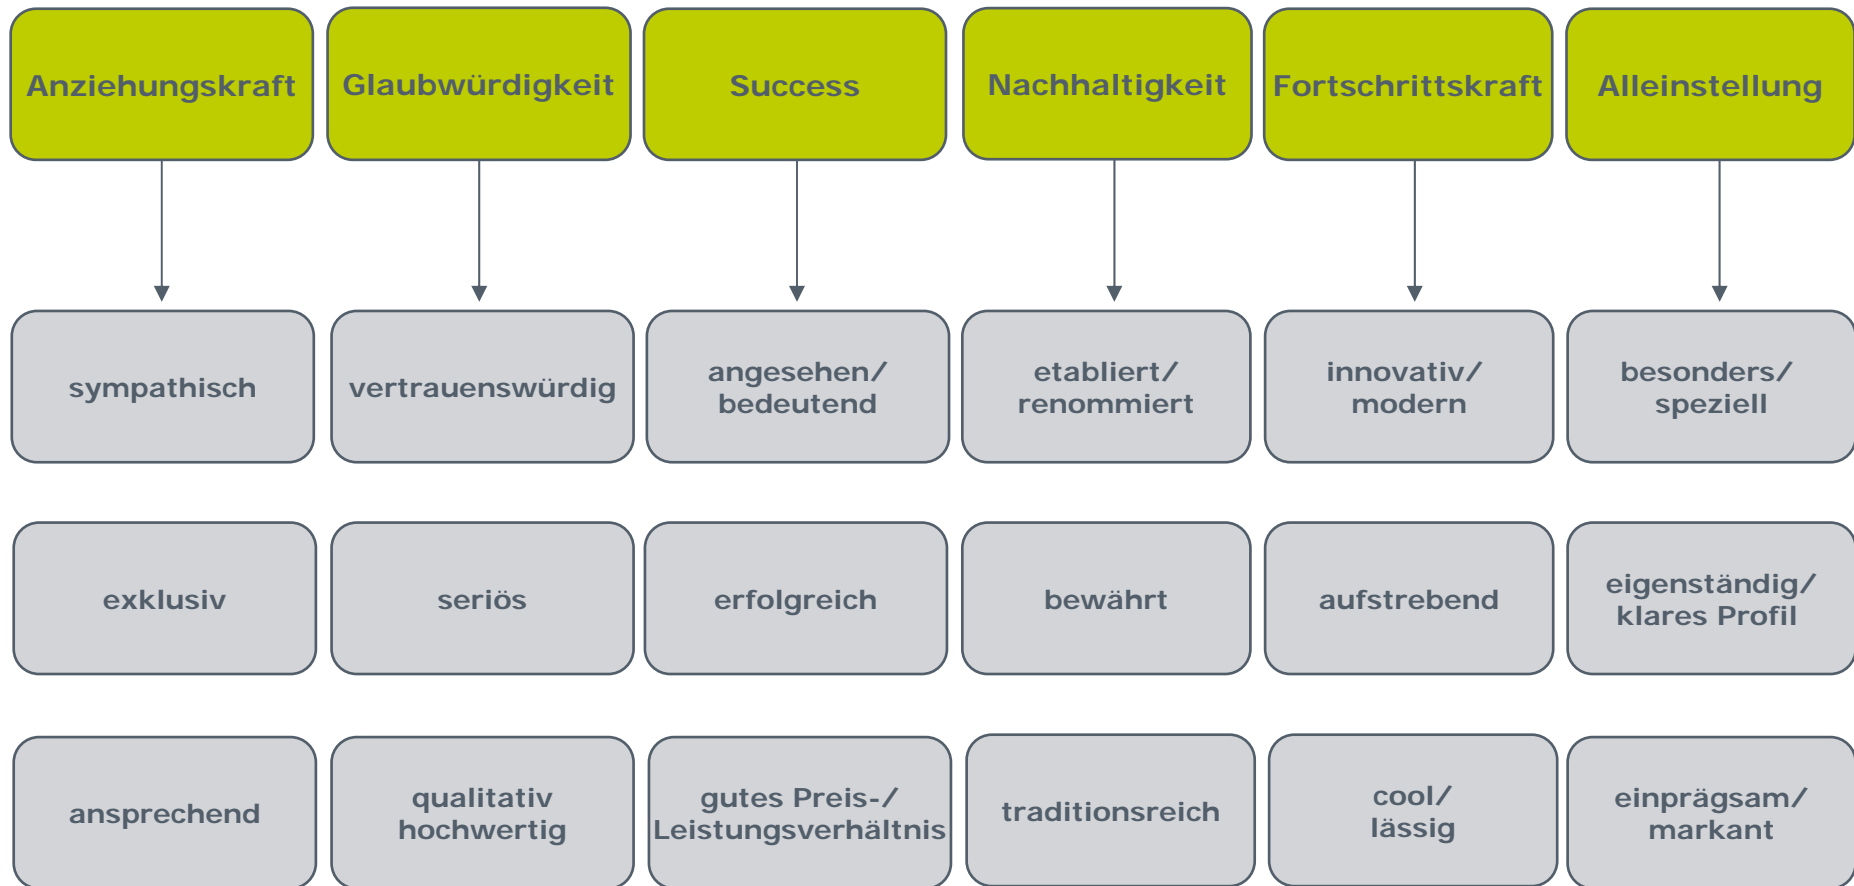 Anziehungskraft
Glaubwürdigkeit
Success
Nachhaltigkeit
Fortschrittskraft
Alleinstellung
sympathisch
vertrauenswürdig
angesehen/
bedeutend
etabliert/
renommiert
innovativ/
modern
besonders/
speziell
exklusiv
seriös
erfolgreich
bewährt
aufstrebend
eigenständig/
klares Profil
ansprechend
qualitativ
hochwertig
gutes Preis-/
Leistungsverhältnis
traditionsreich
cool/
lässig
einprägsam/
markant